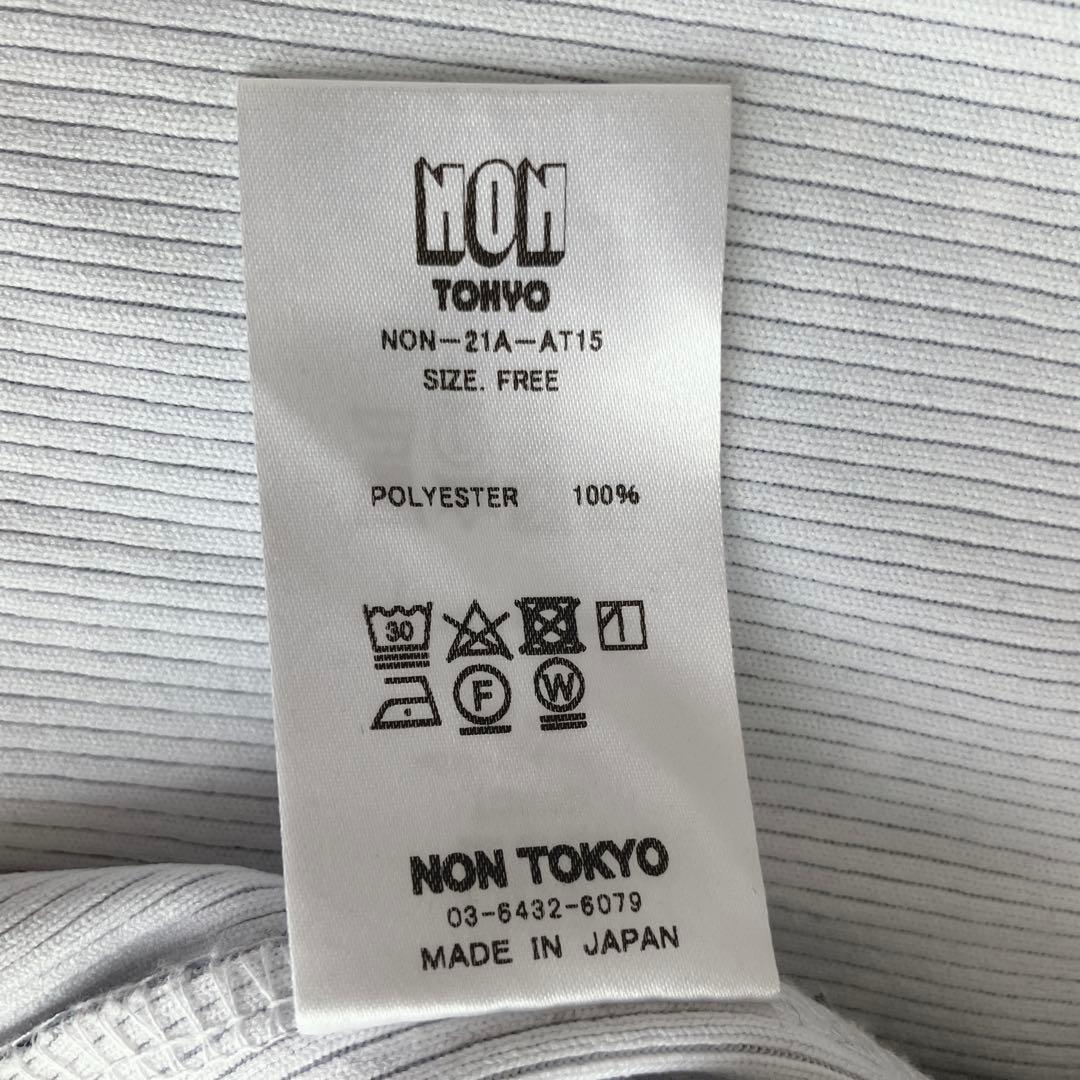 NON
TOKYO
NON-21A-AT15
SIZE. FREE
POLYESTER 100%
30
F W
NON TOKYO
03-6432-6079
MADE IN JAPAN